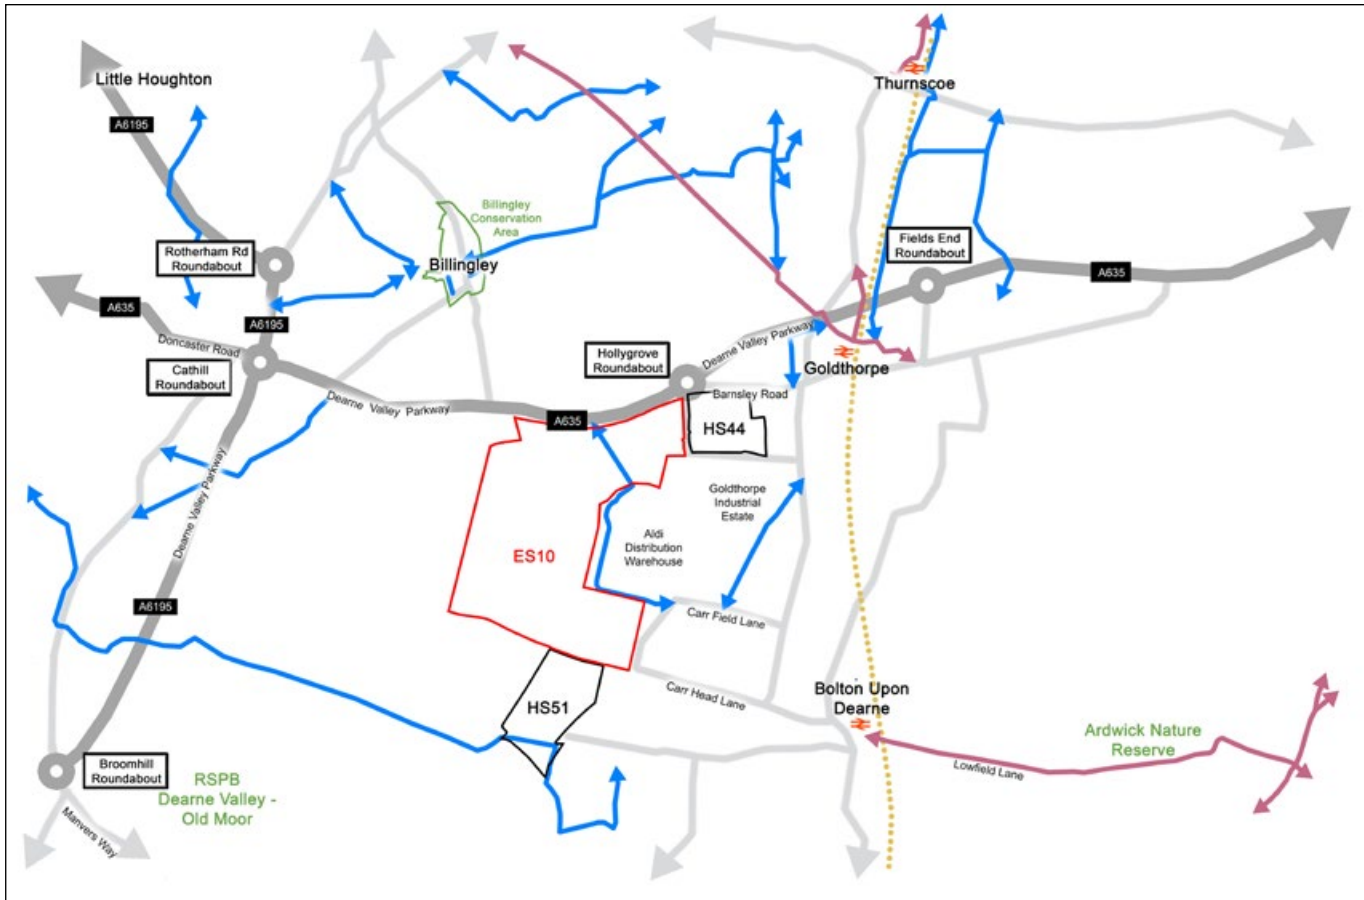 Thurnscoe
Little Houghton
A6195
Billingley
Conservation
Area
Fields End
Roundabout
Rotherham Rd
Roundabout
Billingley
A635
A635
A6195
Doncaster Road
Dearne Valley Parkway
Hollygrove
Roundabout
Goldthorpe
Cathill
Roundabout
Barnsley Road
Dearne Valley Parkway
A635
HS44
Goldthorpe
Industrial
Estate
Dearne Valley Parkway
Aldi
Distribution
Warehouse
ES10
A6195
Carr Field Lane
Carr Head Lane
Bolton Upon
Dearne
HS51
Ardwick Nature
Reserve
Broomhill
Roundabout
Lowfield Lane
RSPB
Dearne Valley -
Old Moor
Manvers Way